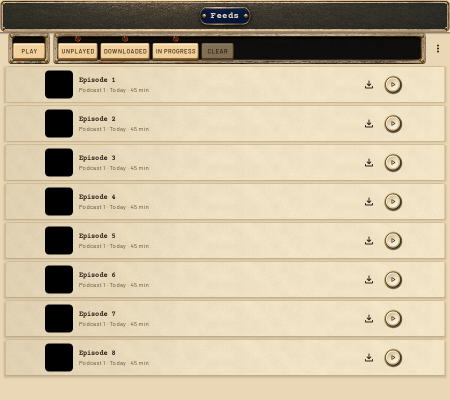 Feeds
PLAY
UNPLAYED
DOWNLOADED
IN PROGRESS
CLEAR
Episode 1
Podcast 1 · Today · 45 min
Episode 2
Podcast 1 · Today · 45 min
Episode 3
Podcast 1 · Today · 45 min
Episode 4
Podcast 1 · Today · 45 min
Episode 5
Podcast 1 · Today · 45 min
Episode 6
Podcast 1 · Today · 45 min
Episode 7
Podcast 1 · Today · 45 min
Episode 8
Podcast 1 · Today · 45 min